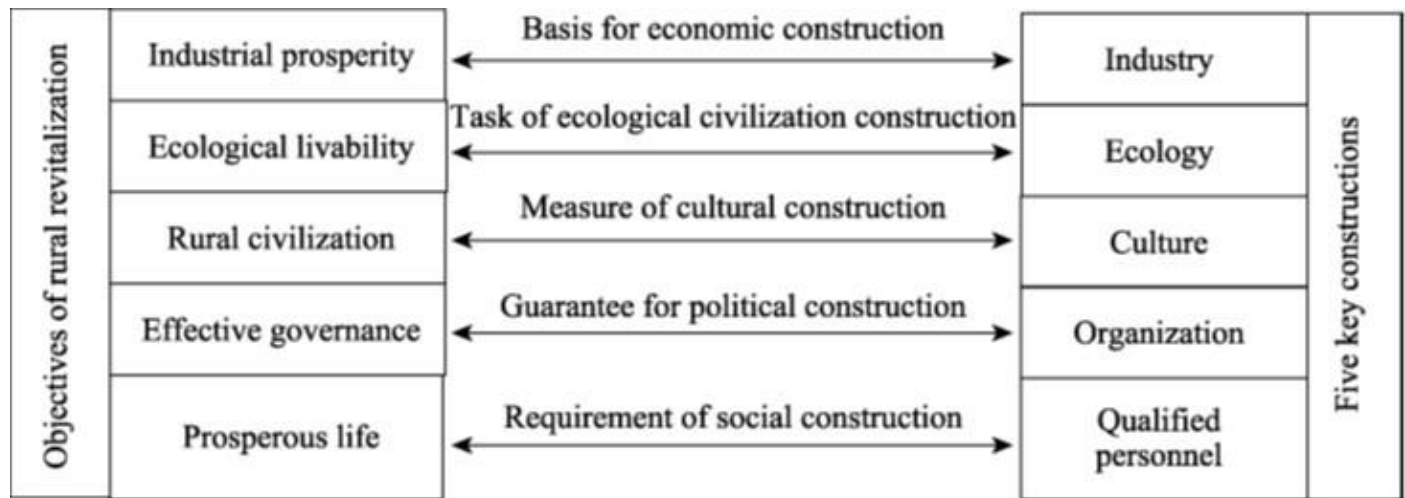 Objectives of rural revitalization
Industrial prosperity
Basis for economic construction
Industry
Ecological livability
Task of ecological civilization construction
Ecology
Rural civilization
Measure of cultural construction
Culture
Effective governance
Guarantee for political construction
Organization
Prosperous life
Requirement of social construction
Qualified
personnel
Five key constructions